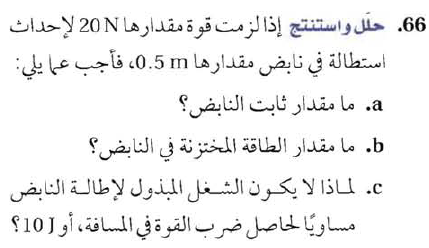 66. حلّل واستنتج إذا لزمت قوة مقدارها 20 N لإحداث
استطالة في نابض مقدارها 0.5 m، فأجب عما يلي:
a. ما مقدار ثابت النابض؟
b. ما مقدار الطاقة المختزنة في النابض؟
c. لماذا لا يكون الشغل المبذول لإطالة النابض
مساويًا لحاصل ضرب القوة في المسافة، أو 10 J؟